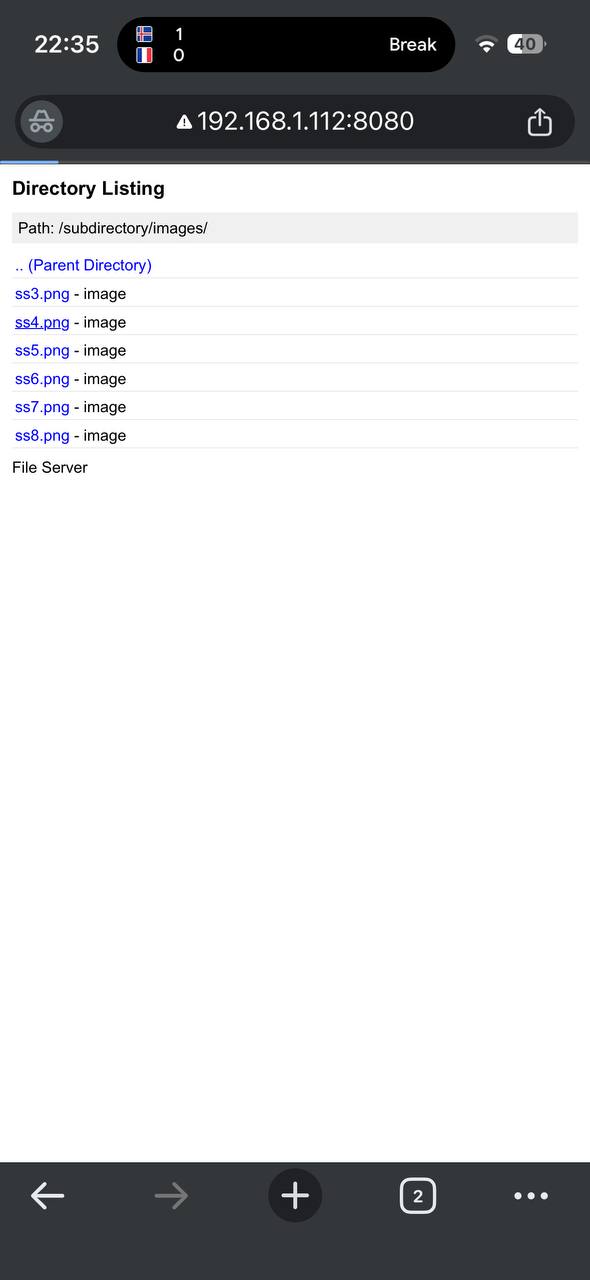 22:35
1
0
Break
40
192.168.1.112:8080
Directory Listing
Path: /subdirectory/images/
.. (Parent Directory)
ss3.png - image
ss4.png - image
ss5.png - image
ss6.png - image
ss7.png - image
ss8.png - image
File Server
2